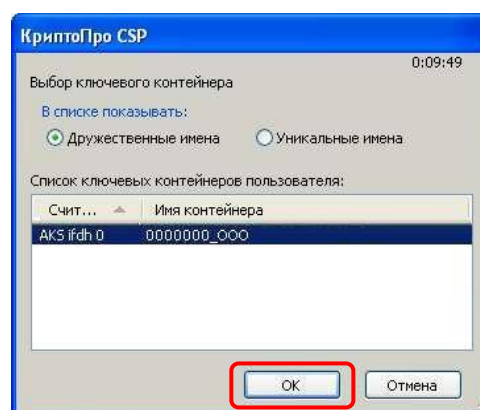 КриптоПро CSP
0:09:49
Выбор ключевого контейнера
В списке показывать:
Дружественные имена Уникальные имена
Список ключевых контейнеров пользователя:
Счит... Имя контейнера
AKS ifdh 0 0000000_ООО
ОК Отмена